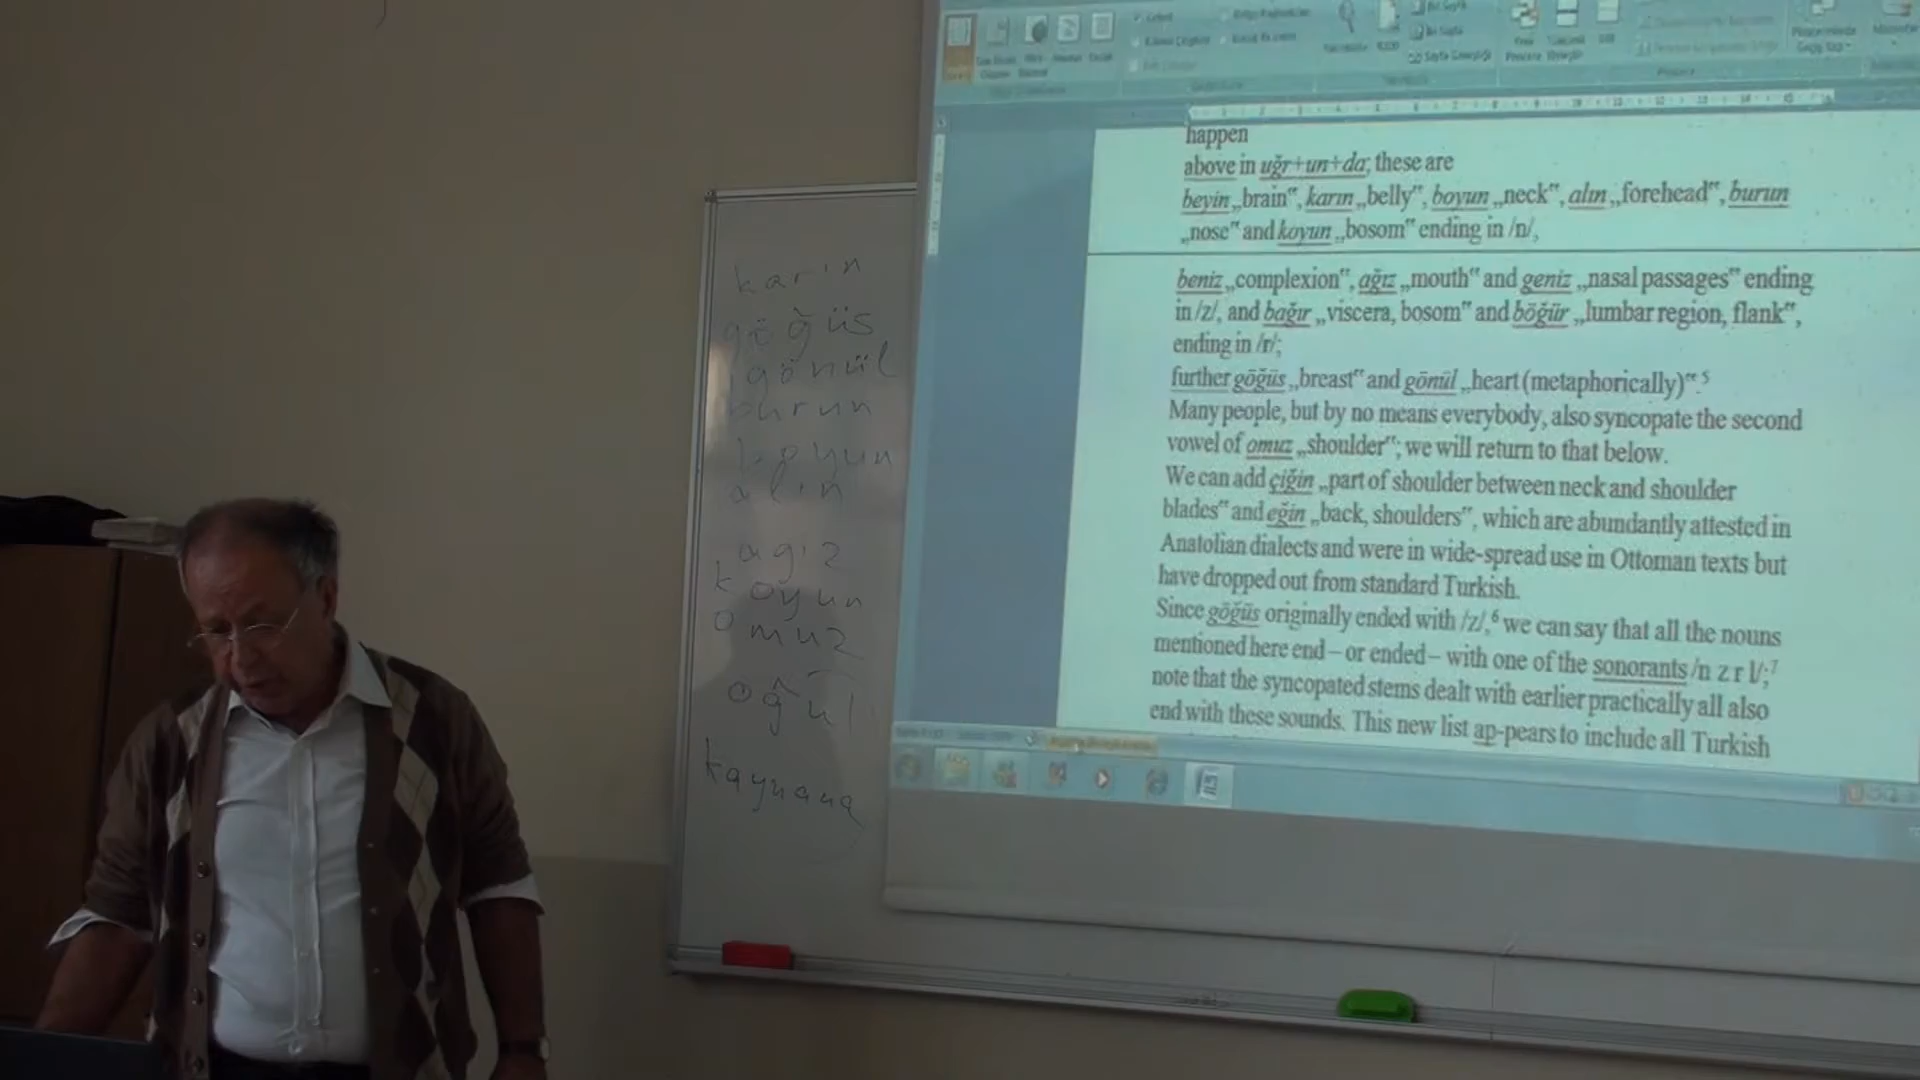 karın
göğüs
gönül
burun
boyun
alın
ağız
koyun
omuz
oğul
kaynana
happen
above in uğr+un+da; these are
beyin „brain“, karın „belly“, boyun „neck“, alın „forehead“, burun
„nose“ and koyun „bosom“ ending in /n/,
beniz „complexion“, ağız „mouth“ and geniz „nasal passages“ ending
in /z/, and bağır „viscera, bosom“ and böğür „lumbar region, flank“,
ending in /r/;
further göğüs „breast“ and gönül „heart (metaphorically)“.5
Many people, but by no means everybody, also syncopate the second
vowel of omuz „shoulder“; we will return to that below.
We can add çiğin „part of shoulder between neck and shoulder
blades“ and eğin „back, shoulders“, which are abundantly attested in
Anatolian dialects and were in wide-spread use in Ottoman texts but
have dropped out from standard Turkish.
Since göğüs originally ended with /z/,6 we can say that all the nouns
mentioned here end – or ended – with one of the sonorants /n z r l/;7
note that the syncopated stems dealt with earlier practically all also
end with these sounds. This new list ap-pears to include all Turkish